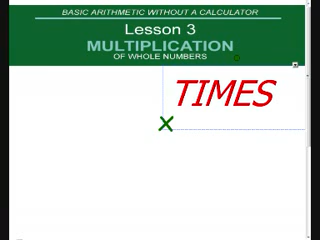 BASIC ARITHMETIC WITHOUT A CALCULATOR
Lesson 3
MULTIPLICATION
OF WHOLE NUMBERS
TIMES
×